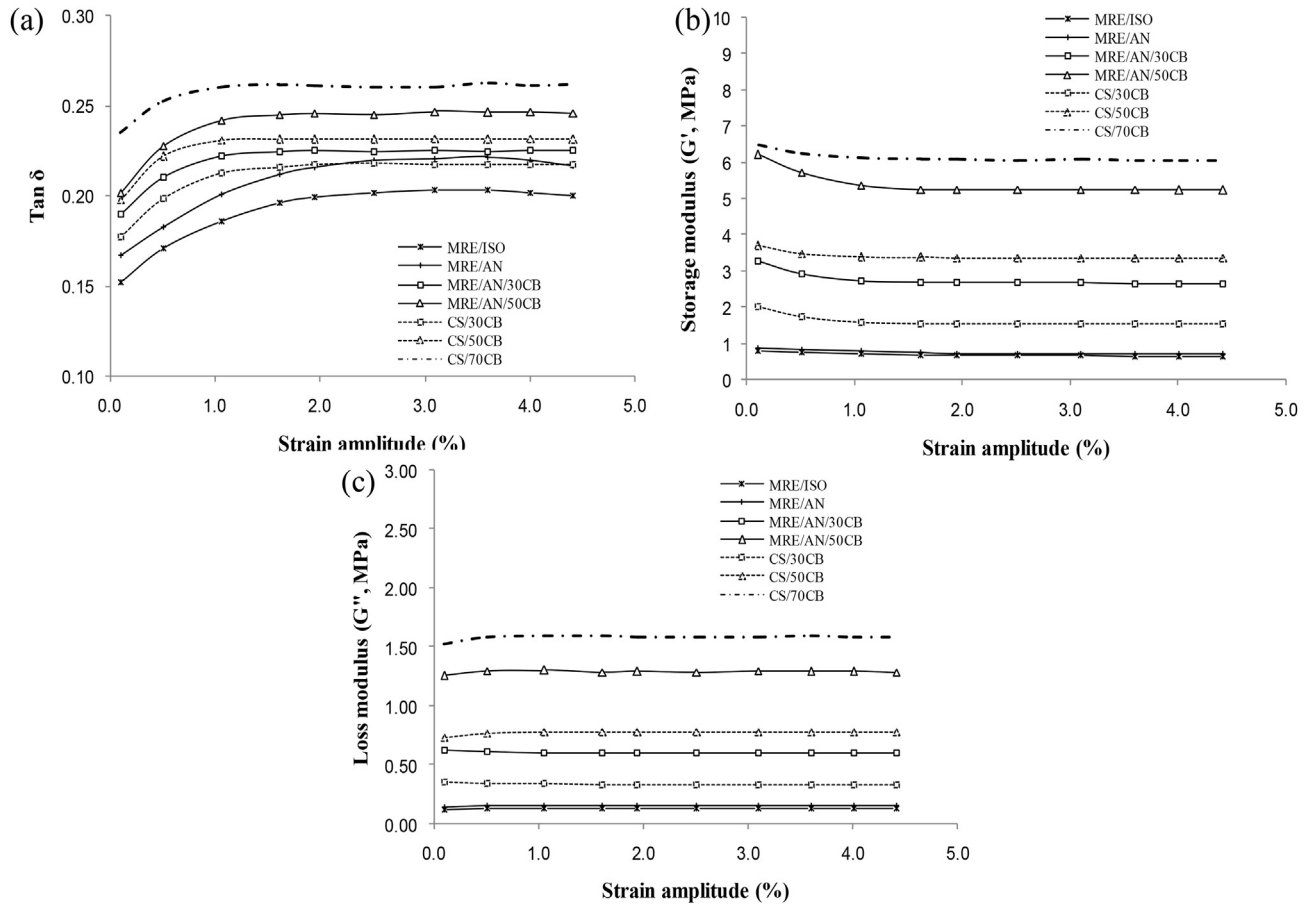 (a)
0.30
0.25
0.20
0.15
0.10
Tan δ
MRE/ISO
MRE/AN
MRE/AN/30CB
MRE/AN/50CB
CS/30CB
CS/50CB
CS/70CB
0.0 1.0 2.0 3.0 4.0 5.0
Strain amplitude (%)
(b)
10
9
8
7
6
5
4
3
2
1
0
Storage modulus (G', MPa)
MRE/ISO
MRE/AN
MRE/AN/30CB
MRE/AN/50CB
CS/30CB
CS/50CB
CS/70CB
0.0 1.0 2.0 3.0 4.0 5.0
Strain amplitude (%)
(c)
3.00
2.50
2.00
1.50
1.00
0.50
0.00
Loss modulus (G", MPa)
MRE/ISO
MRE/AN
MRE/AN/30CB
MRE/AN/50CB
CS/30CB
CS/50CB
CS/70CB
0.0 1.0 2.0 3.0 4.0 5.0
Strain amplitude (%)